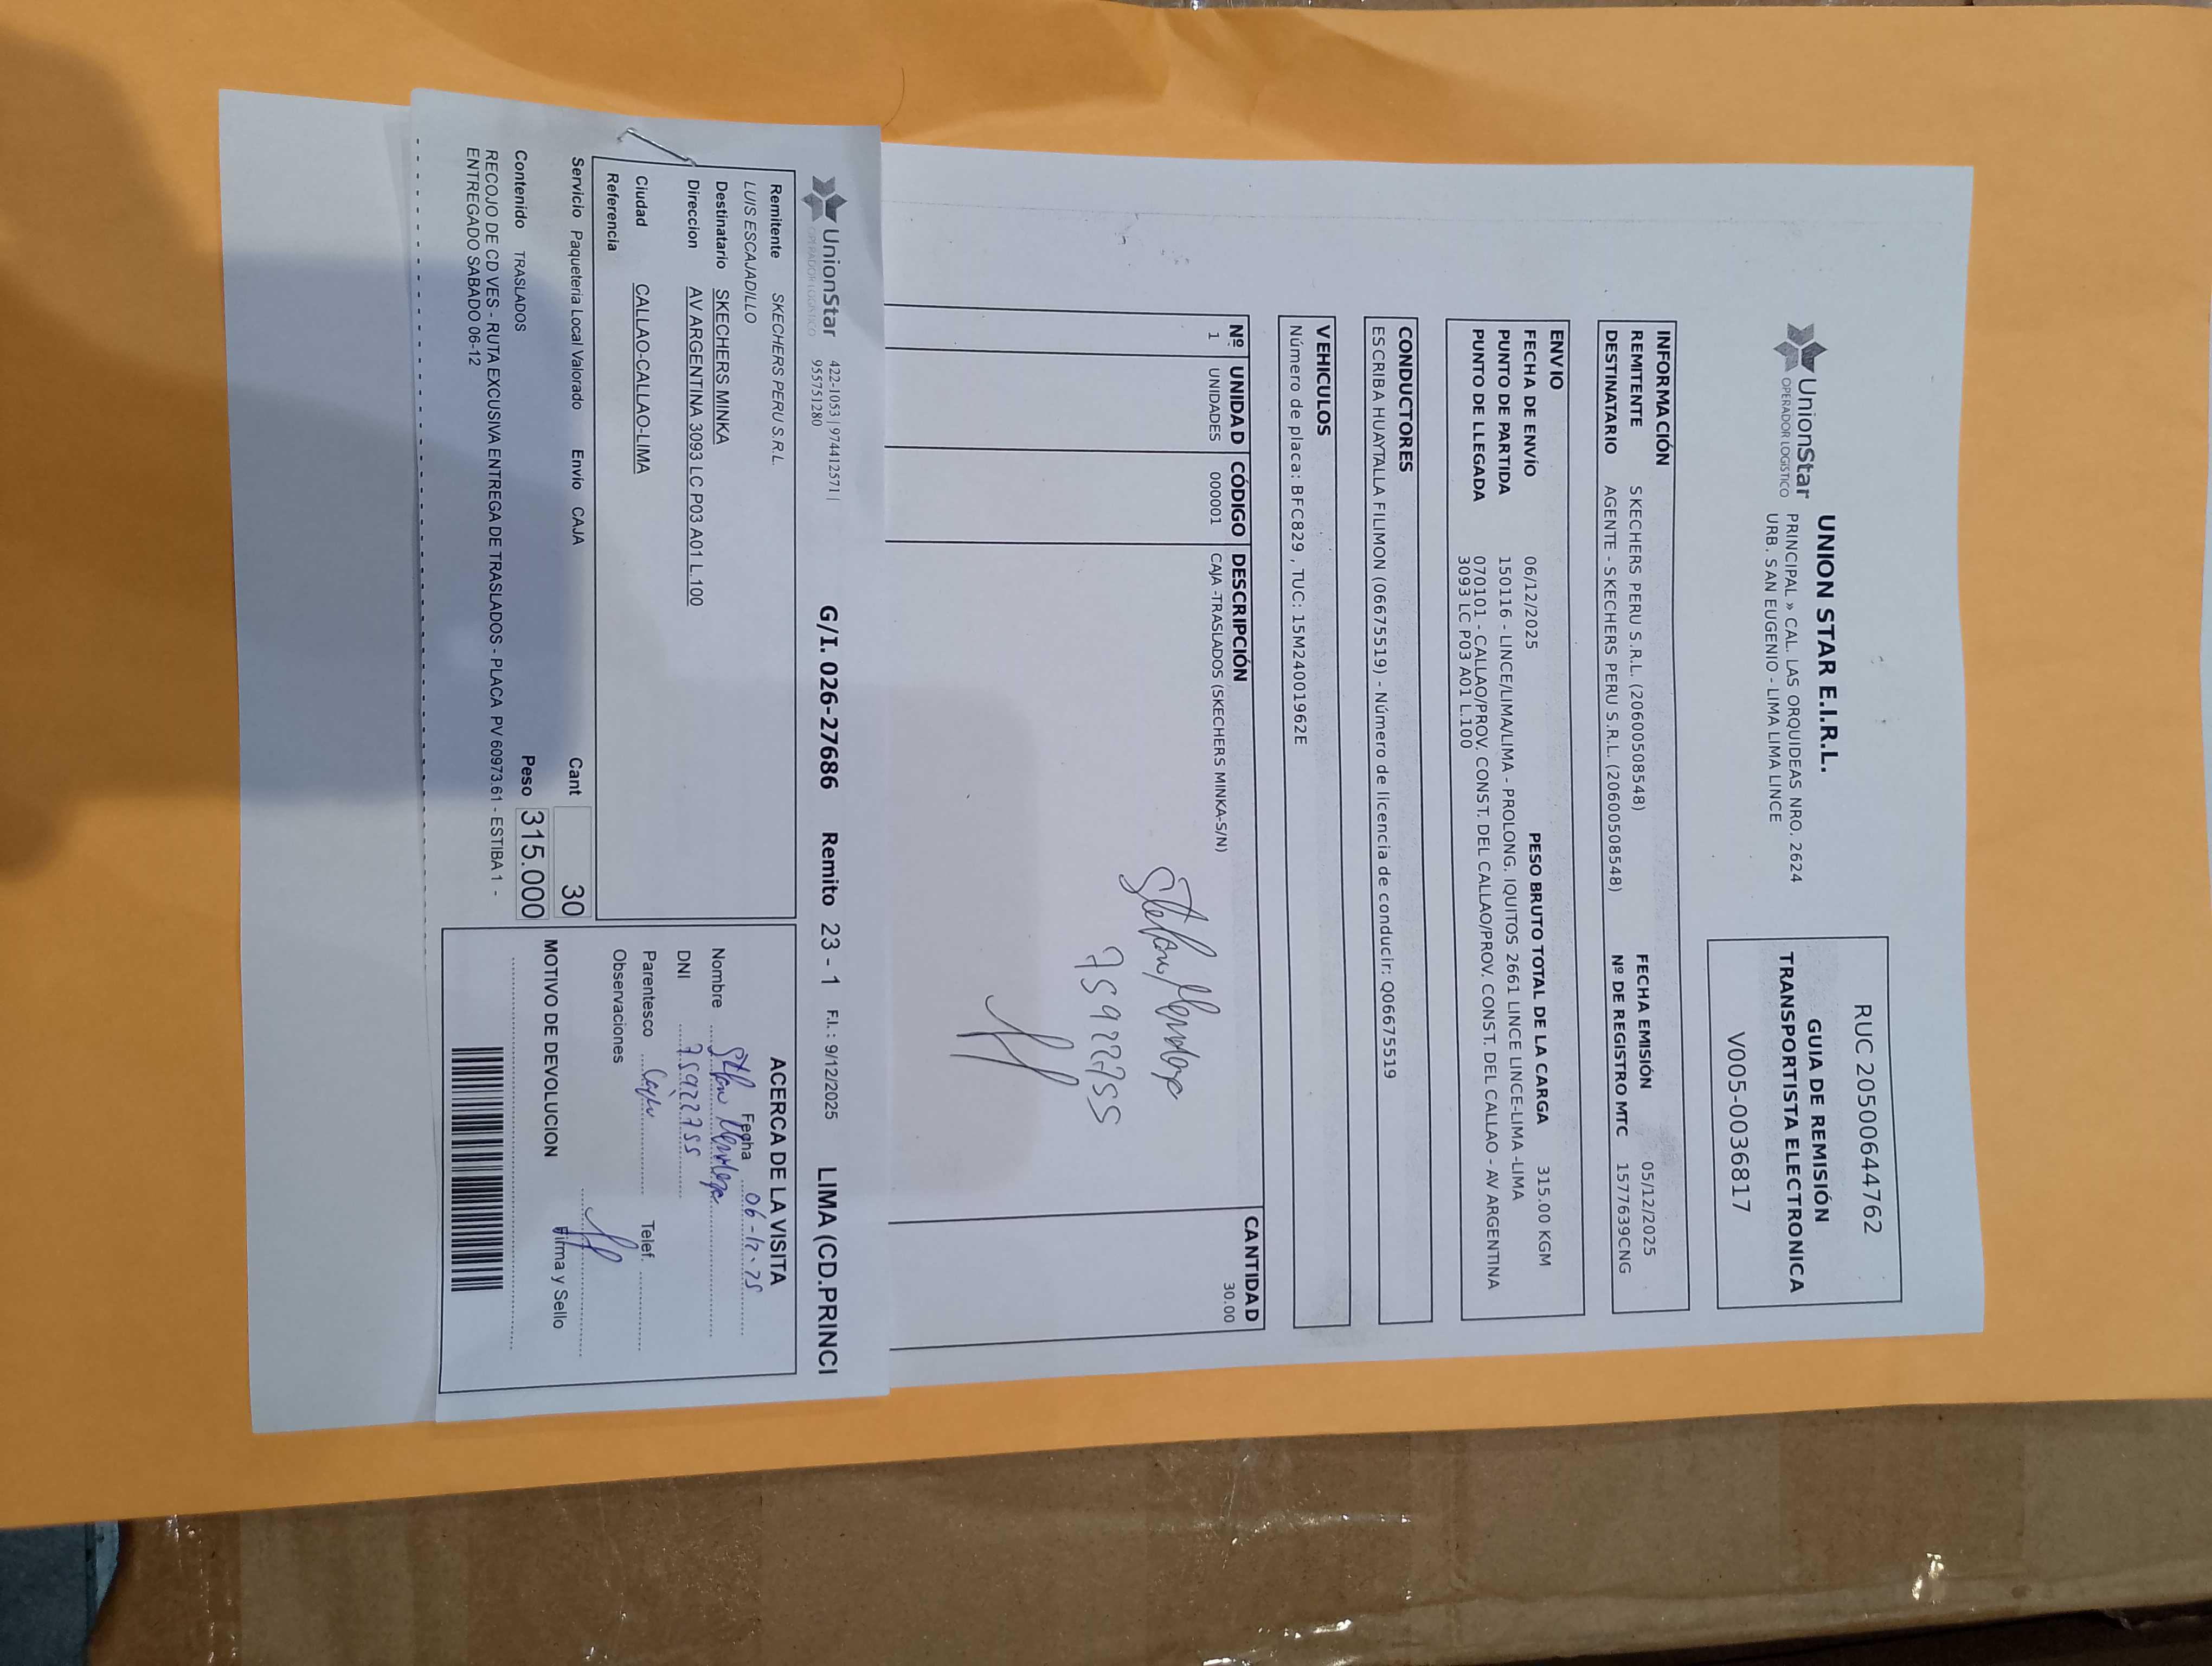 UnionStar
OPERADOR LOGISTICO
UNION STAR E.I.R.L.
PRINCIPAL » CAL. LAS ORQUIDEAS NRO. 2624
URB. SAN EUGENIO - LIMA LIMA LINCE
RUC 20500644762
GUIA DE REMISIÓN
TRANSPORTISTA ELECTRONICA
V005-0036817
INFORMACIÓN
REMITENTE SKECHERS PERU S.R.L. (20600508548) FECHA EMISIÓN 05/12/2025
DESTINATARIO AGENTE - SKECHERS PERU S.R.L. (20600508548) Nº DE REGISTRO MTC 1577639CNG
ENVIO
FECHA DE ENVÍO 06/12/2025 PESO BRUTO TOTAL DE LA CARGA 315.00 KGM
PUNTO DE PARTIDA 150116 - LINCE/LIMA/LIMA - PROLONG. IQUITOS 2661 LINCE LINCE-LIMA -LIMA
PUNTO DE LLEGADA 070101 - CALLAO/PROV. CONST. DEL CALLAO/PROV. CONST. DEL CALLAO - AV ARGENTINA
3093 LC P03 A01 L.100
CONDUCTORES
ESCRIBA HUAYTALLA FILIMON (06675519) - Número de licencia de conducir: Q06675519
VEHICULOS
Número de placa: BFC829 , TUC: 15M24001962E
Nº UNIDAD CÓDIGO DESCRIPCIÓN CANTIDAD
1 UNIDADES 000001 CAJA -TRASLADOS (SKECHERS MINKA-S/N) 30.00
75922755
UnionStar
OPERADOR LOGISTICO
422-1053 | 974412571 |
955751280
G/I. 026-27686 Remito 23 - 1 F.I.: 9/12/2025 LIMA (CD.PRINCI
Remitente SKECHERS PERU S.R.L.
LUIS ESCAJADILLO
Destinatario SKECHERS MINKA
Direccion AV ARGENTINA 3093 LC P03 A01 L.100
Ciudad CALLAO-CALLAO-LIMA
Referencia
Servicio Paqueteria Local Valorado Envio CAJA Cant 30
Contenido TRASLADOS Peso 315.000
RECOJO DE CD VES - RUTA EXCUSIVA ENTREGA DE TRASLADOS - PLACA PV 6097361 - ESTIBA 1 -
ENTREGADO SABADO 06-12
ACERCA DE LA VISITA
Fecha 06-12-25
Nombre
DNI 75922755
Parentesco Telef.
Observaciones
Firma y Sello
MOTIVO DE DEVOLUCION